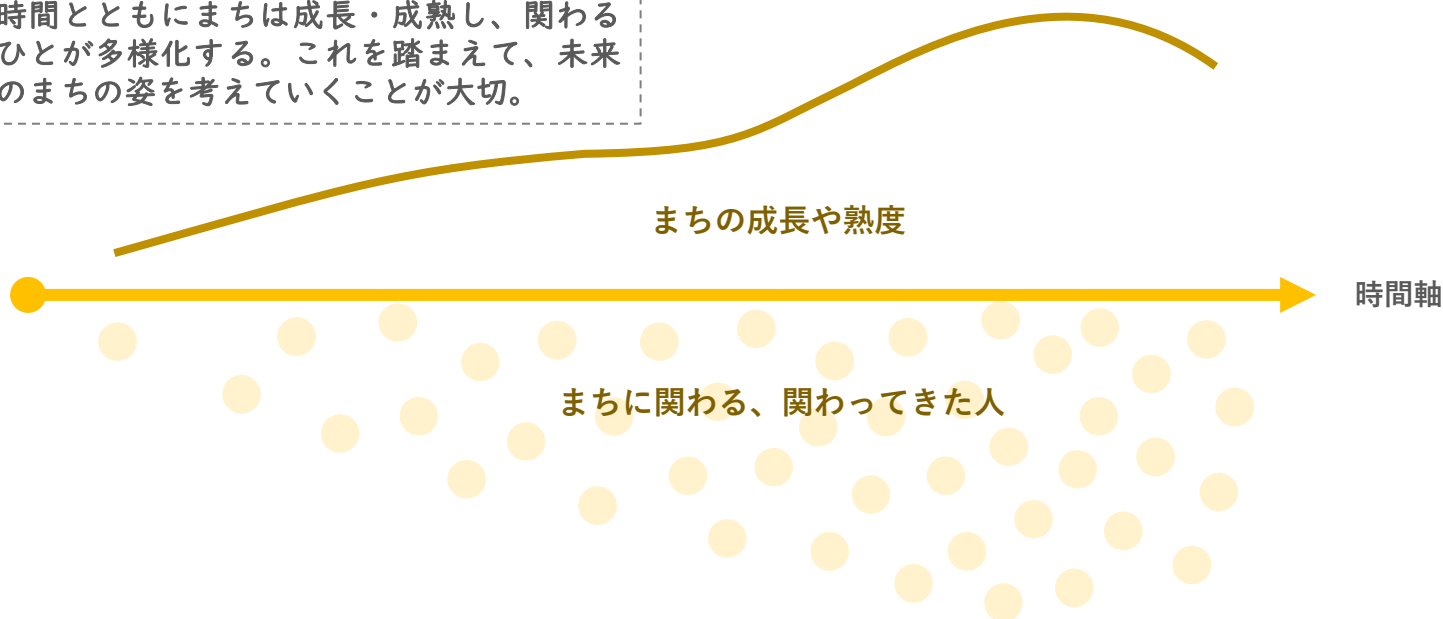 時間とともにまちは成長・成熟し、関わる
ひとが多様化する。これを踏まえて、未来
のまちの姿を考えていくことが大切。
まちの成長や熟度
時間軸
まちに関わる、関わってきた人